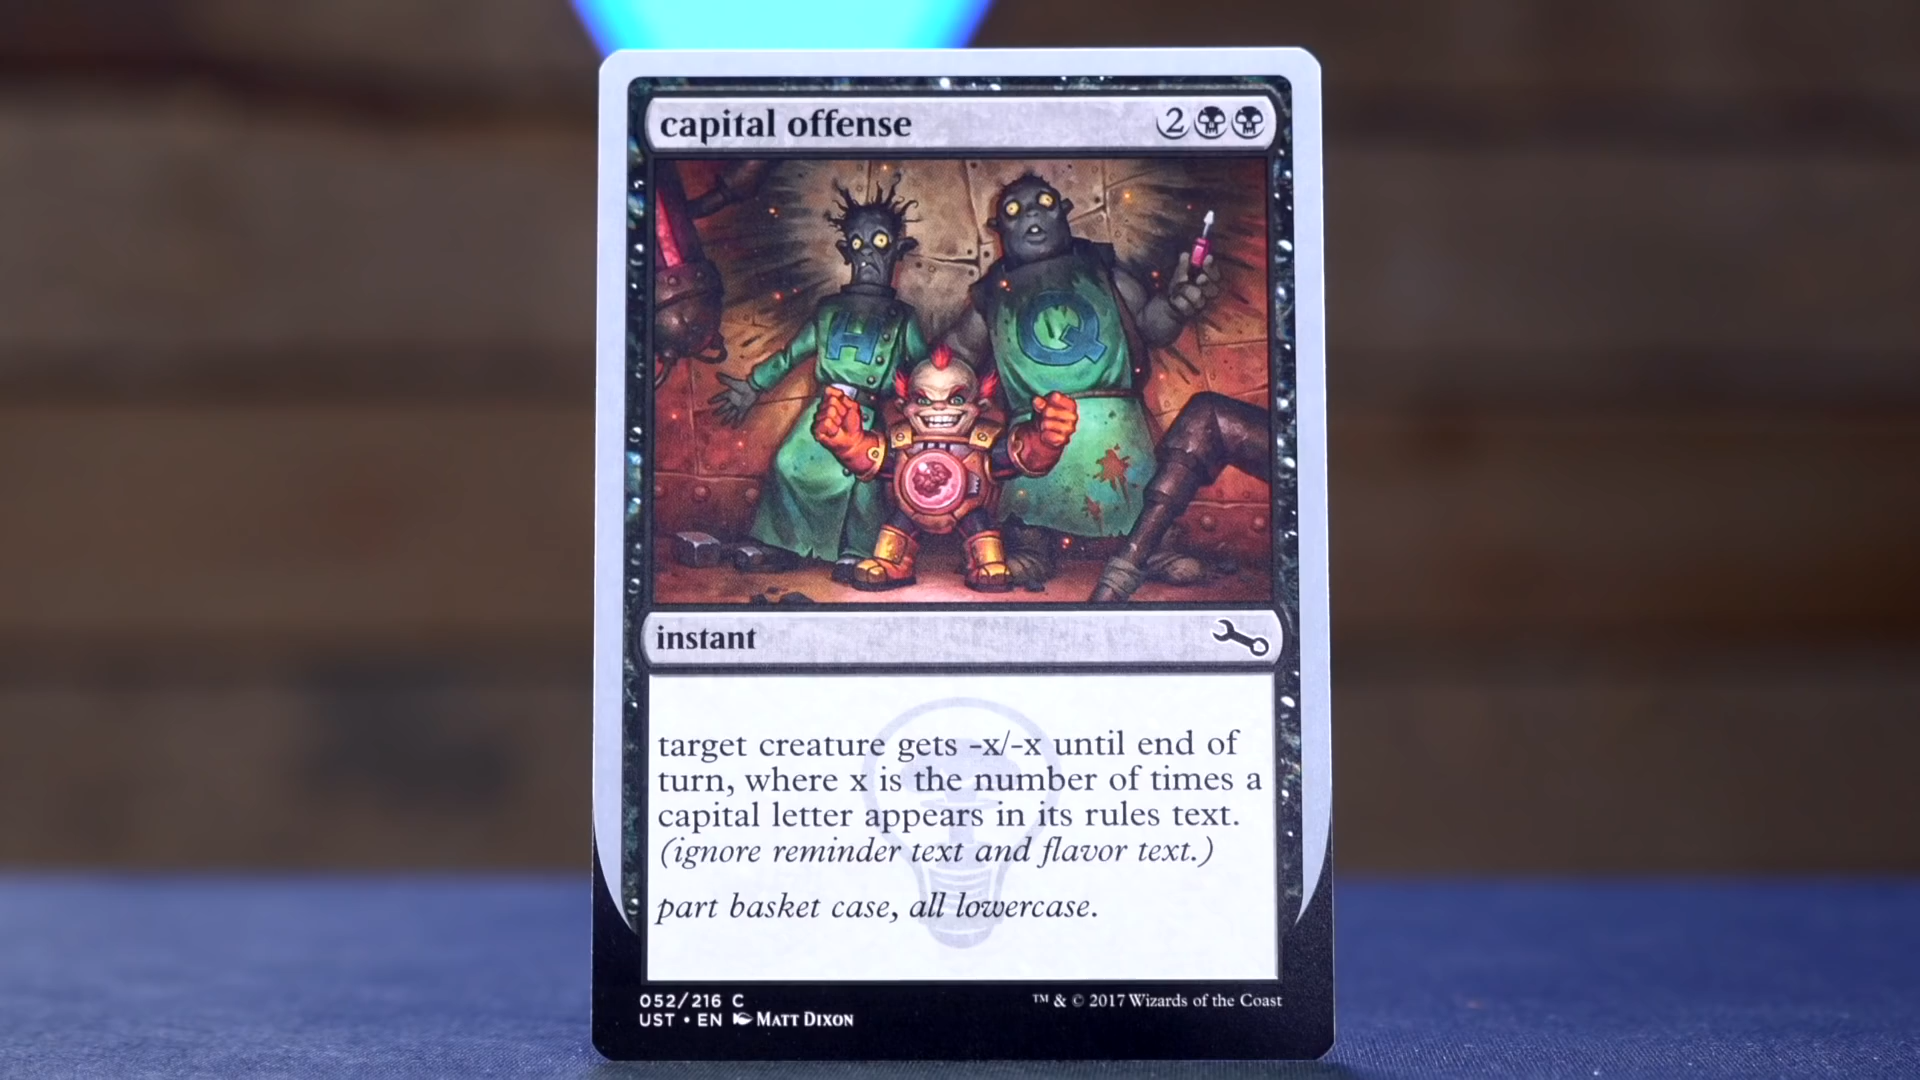 capital offense 2
H Q
instant
target creature gets -x/-x until end of
turn, where x is the number of times a
capital letter appears in its rules text.
(ignore reminder text and flavor text.)
part basket case, all lowercase.
052/216 C
UST • EN MATT DIXON
™ & © 2017 Wizards of the Coast